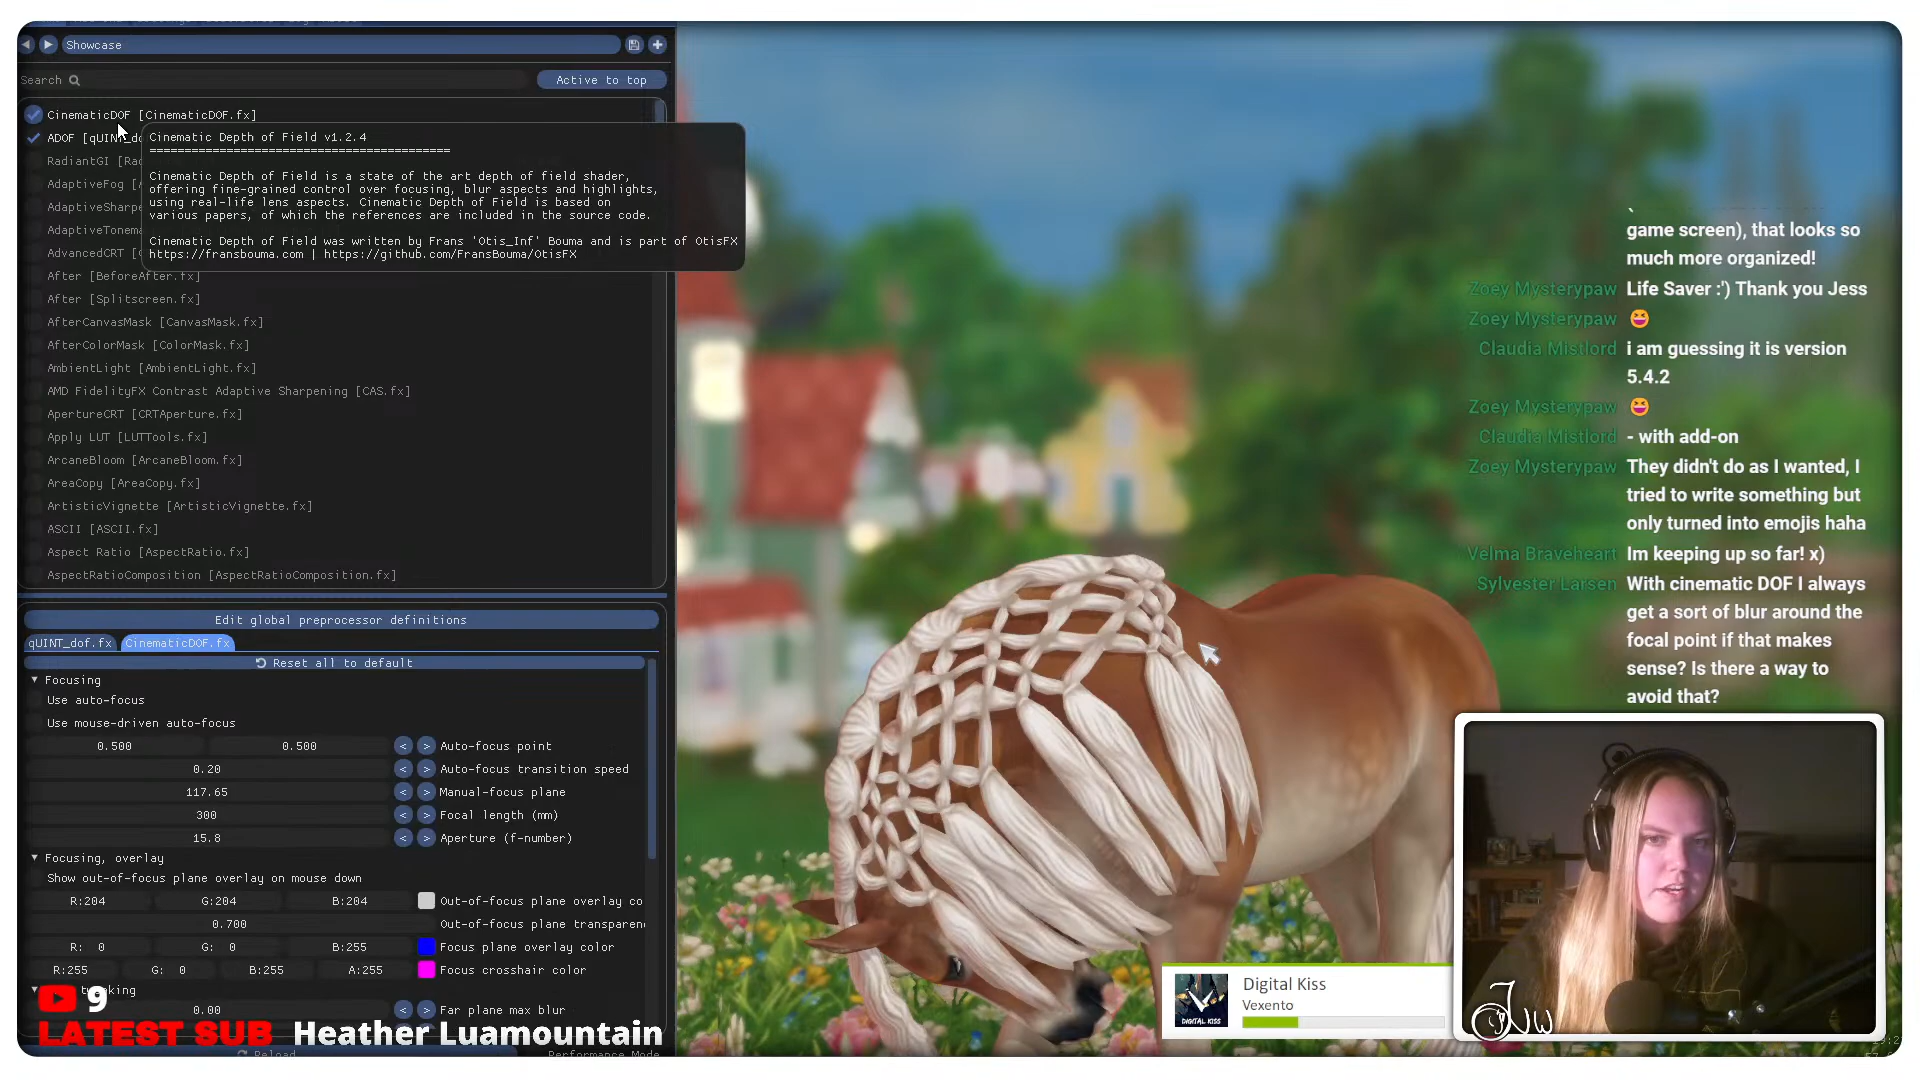 Showcase
Search
Active to top
CinematicDOF [CinematicDOF.fx]
ADOF [qUINT_do
RadiantGI [Rad
AdaptiveFog [A
AdaptiveSharpe
AdaptiveTonema
AdvancedCRT [
Cinematic Depth of Field v1.2.4
===========================================
Cinematic Depth of Field is a state of the art depth of field shader,
offering fine-grained control over focusing, blur aspects and highlights,
using real-life lens aspects. Cinematic Depth of Field is based on
various papers, of which the references are included in the source code.
Cinematic Depth of Field was written by Frans 'Otis_Inf' Bouma and is part of OtisFX
https://fransbouma.com | https://github.com/FransBouma/OtisFX
After [BeforeAfter.fx]
After [Splitscreen.fx]
AfterCanvasMask [CanvasMask.fx]
AfterColorMask [ColorMask.fx]
AmbientLight [AmbientLight.fx]
AMD FidelityFX Contrast Adaptive Sharpening [CAS.fx]
ApertureCRT [CRTAperture.fx]
Apply LUT [LUTTools.fx]
ArcaneBloom [ArcaneBloom.fx]
AreaCopy [AreaCopy.fx]
ArtisticVignette [ArtisticVignette.fx]
ASCII [ASCII.fx]
Aspect Ratio [AspectRatio.fx]
AspectRatioComposition [AspectRatioComposition.fx]
Edit global preprocessor definitions
qUINT_dof.fx CinematicDOF.fx
Reset all to default
Focusing
Use auto-focus
Use mouse-driven auto-focus
0.500 0.500 < > Auto-focus point
0.20 < > Auto-focus transition speed
117.65 < > Manual-focus plane
300 < > Focal length (mm)
15.8 < > Aperture (f-number)
Focusing, overlay
Show out-of-focus plane overlay on mouse down
R:204 G:204 B:204 Out-of-focus plane overlay co
0.700 Out-of-focus plane transparen
R: 0 G: 0 B:255 Focus plane overlay color
R:255 G: 0 B:255 A:255 Focus crosshair color
0.00 < > Far plane max blur
Reload Performance Mode
9
LATEST SUB Heather Luamountain
game screen), that looks so
much more organized!
Zoey Mysterypaw Life Saver :') Thank you Jess
Zoey Mysterypaw 😆
Claudia Mistlord i am guessing it is version
5.4.2
Zoey Mysterypaw 😆
Claudia Mistlord - with add-on
Zoey Mysterypaw They didn't do as I wanted, I
tried to write something but
only turned into emojis haha
Velma Braveheart Im keeping up so far! x)
Sylvester Larsen With cinematic DOF I always
get a sort of blur around the
focal point if that makes
sense? Is there a way to
avoid that?
DIGITAL KISS
Digital Kiss
Vexento